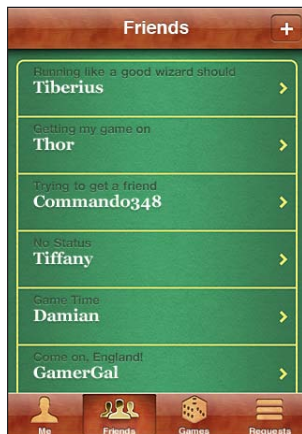 Friends
+
Running like a good wizard should
Tiberius
Getting my game on
Thor
Trying to get a friend
Commando348
No Status
Tiffany
Game Time
Damian
Come on, England!
GamerGal
Me
Friends
Games
Requests